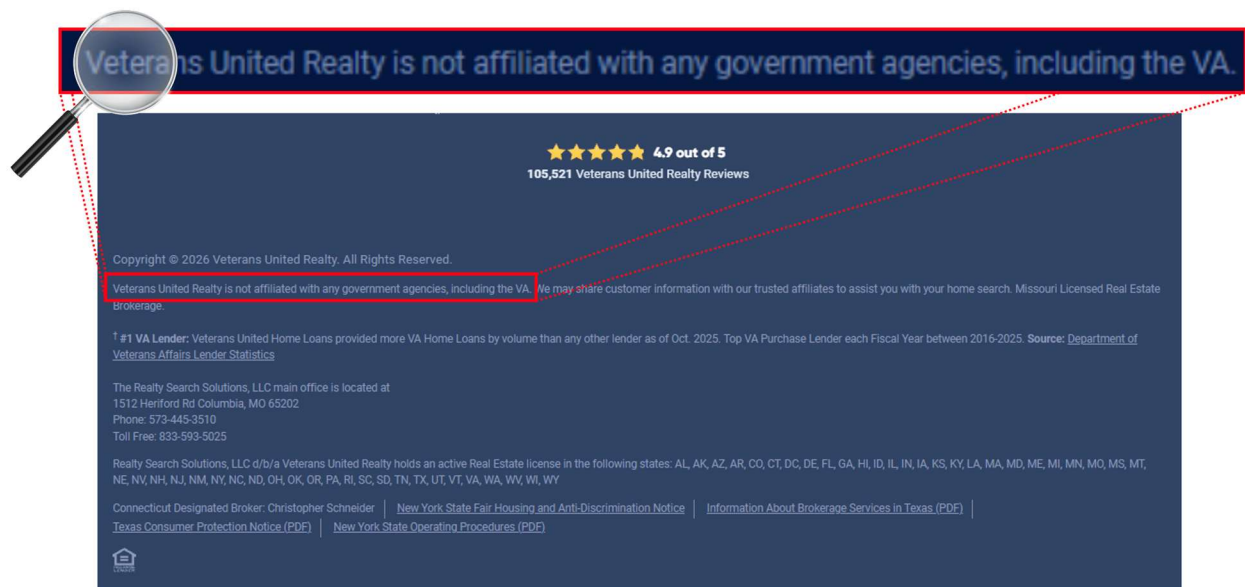 Veterans United Realty is not affiliated with any government agencies, including the VA.
4.9 out of 5
105,521 Veterans United Realty Reviews
Copyright © 2026 Veterans United Realty. All Rights Reserved.
Veterans United Realty is not affiliated with any government agencies, including the VA. We may share customer information with our trusted affiliates to assist you with your home search. Missouri Licensed Real Estate
Brokerage.
† #1 VA Lender: Veterans United Home Loans provided more VA Home Loans by volume than any other lender as of Oct. 2025. Top VA Purchase Lender each Fiscal Year between 2016-2025. Source: Department of
Veterans Affairs Lender Statistics
The Realty Search Solutions, LLC main office is located at
1512 Heriford Rd Columbia, MO 65202
Phone: 573-445-3510
Toll Free: 833-593-5025
Realty Search Solutions, LLC d/b/a Veterans United Realty holds an active Real Estate license in the following states: AL, AK, AZ, AR, CO, CT, DC, DE, FL, GA, HI, ID, IL, IN, IA, KS, KY, LA, MA, MD, ME, MI, MN, MO, MS, MT,
NE, NV, NH, NJ, NM, NY, NC, ND, OH, OK, OR, PA, RI, SC, SD, TN, TX, UT, VT, VA, WA, WV, WI, WY
Connecticut Designated Broker: Christopher Schneider | New York State Fair Housing and Anti-Discrimination Notice | Information About Brokerage Services in Texas (PDF) |
Texas Consumer Protection Notice (PDF) | New York State Operating Procedures (PDF)